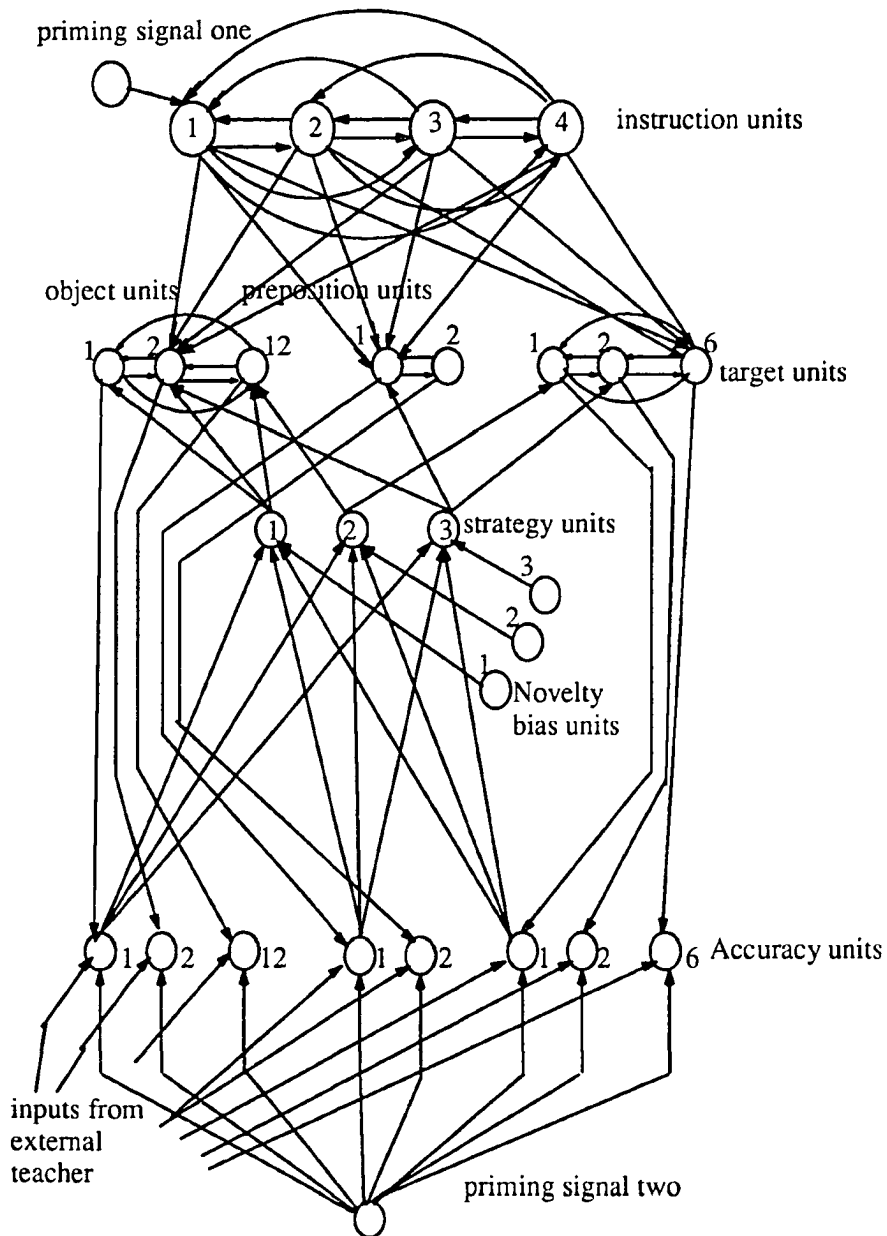 priming signal one
1 2 3 4 instruction units
object units preposition units
1 2 12 1 2 1 2 6
target units
1 2 3 strategy units
3
2
1
Novelty
bias units
1 2 12 1 2 1 2 6 Accuracy units
inputs from
external
teacher
priming signal two